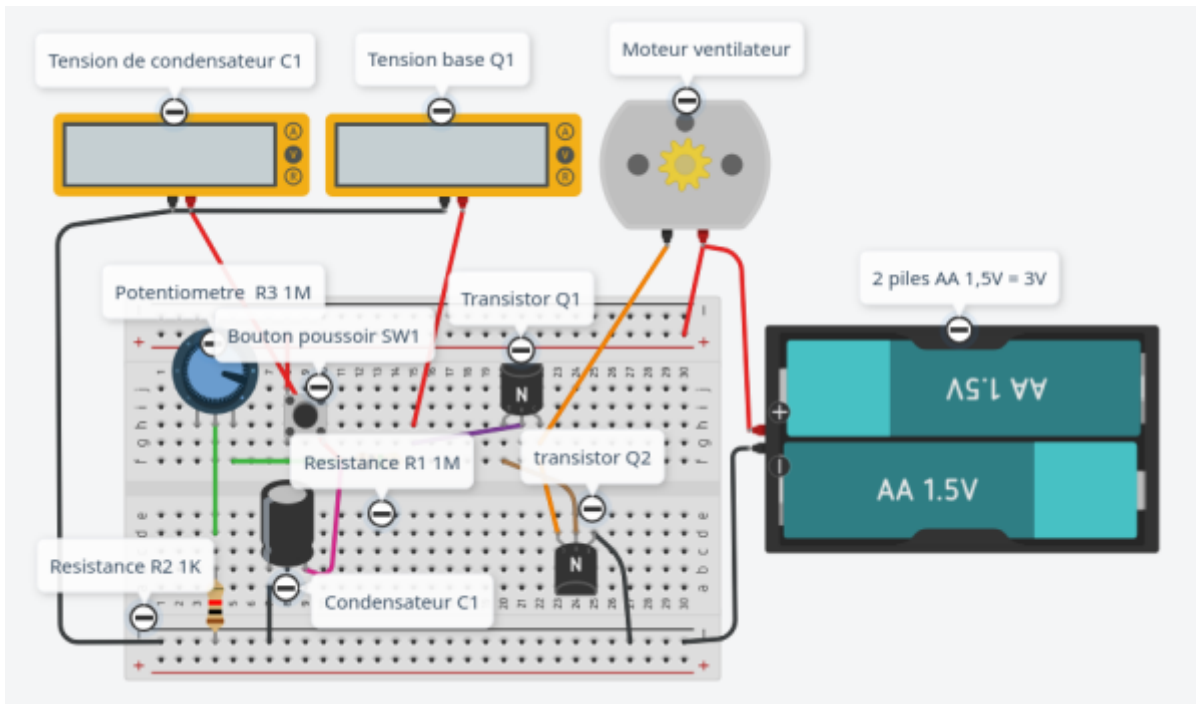 Moteur ventilateur
Tension de condensateur C1
Tension base Q1
A
V
R
A
V
R
2 piles AA 1,5V = 3V
Potentiometre R3 1M
Transistor Q1
Bouton poussoir SW1
N
AA 1.5V
Resistance R1 1M
transistor Q2
AA 1.5V
N
Resistance R2 1K
Condensateur C1